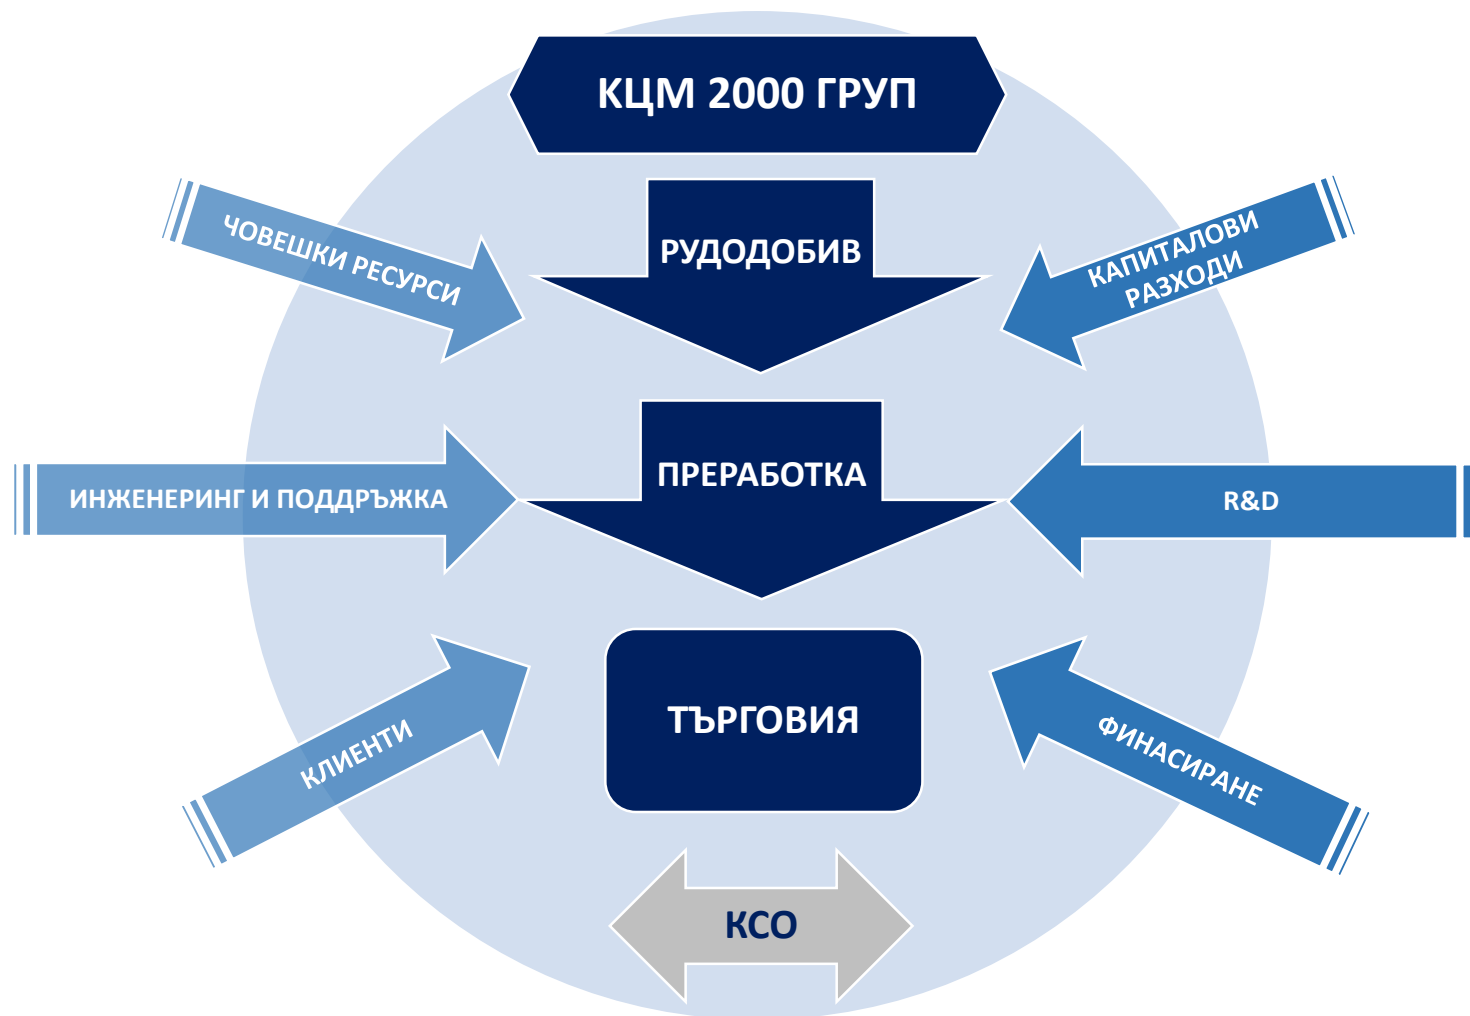 КЦМ 2000 ГРУП
РУДОДОБИВ
ЧОВЕШКИ РЕСУРСИ
КАПИТАЛОВИ
РАЗХОДИ
ПРЕРАБОТКА
ИНЖЕНЕРИНГ И ПОДДРЪЖКА
R&D
ТЪРГОВИЯ
КЛИЕНТИ
ФИНАСИРАНЕ
КСО